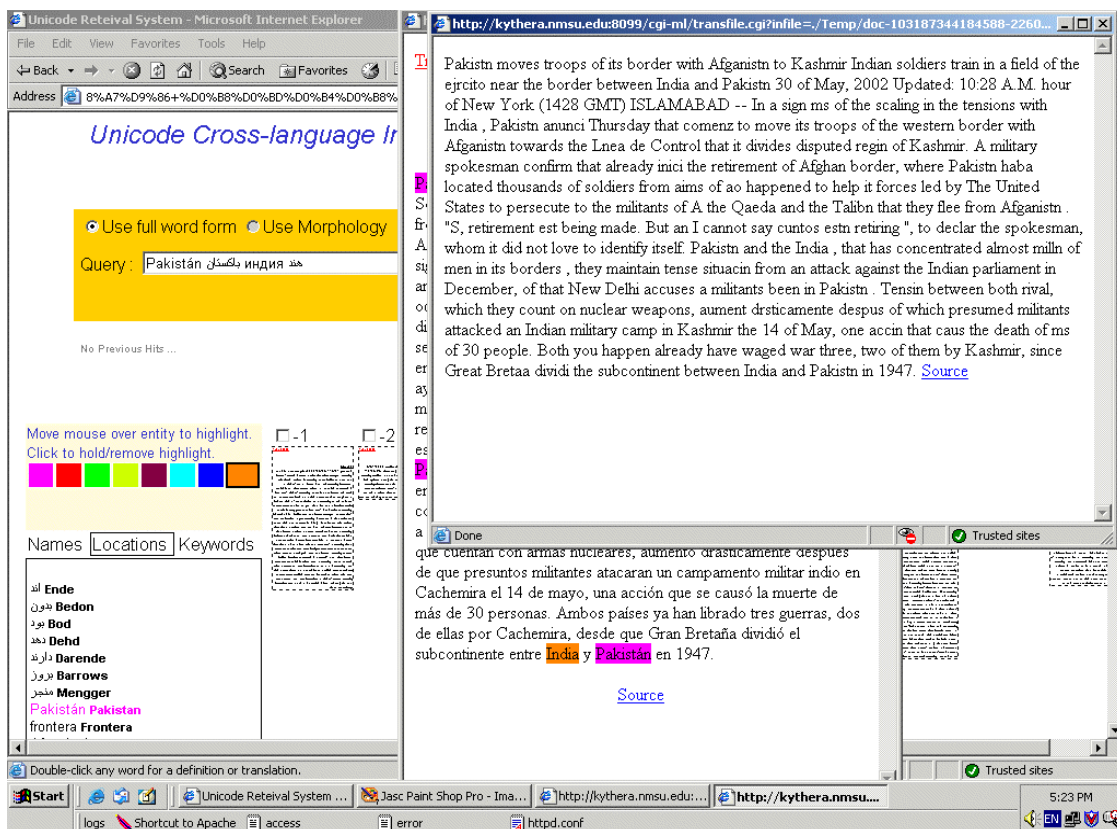 Unicode Reteival System - Microsoft Internet Explorer
File Edit View Favorites Tools Help
Back Search Favorites
Address 8%A7%D9%86+%D0%B8%D0%BD%D0%B4%D0%B8%
Unicode Cross-language I
Use full word form Use Morphology
Query : Pakistán باكستان индия هند
No Previous Hits ...
Move mouse over entity to highlight.
Click to hold/remove highlight.
-1 -2
Names Locations Keywords
اند Ende
بدون Bedon
بود Bod
دهد Dehd
دارند Darende
بروز Barrows
منجر Mengger
Pakistán Pakistan
frontera Frontera
Double-click any word for a definition or translation.
http://kythera.nmsu.edu:8099/cgi-ml/transfile.cgi?infile=./Temp/doc-103187344184588-2260...
Pakistn moves troops of its border with Afganistn to Kashmir Indian soldiers train in a field of the
ejrcito near the border between India and Pakistn 30 of May, 2002 Updated: 10:28 A.M. hour
of New York (1428 GMT) ISLAMABAD -- In a sign ms of the scaling in the tensions with
India , Pakistn anunci Thursday that comenz to move its troops of the western border with
Afganistn towards the Lnea de Control that it divides disputed regin of Kashmir. A military
spokesman confirm that already inici the retirement of Afghan border, where Pakistn haba
located thousands of soldiers from aims of ao happened to help it forces led by The United
States to persecute to the militants of A the Qaeda and the Talibn that they flee from Afganistn .
"S, retirement est being made. But an I cannot say cuntos estn retiring ", to declar the spokesman,
whom it did not love to identify itself. Pakistn and the India , that has concentrated almost milln of
men in its borders , they maintain tense situacin from an attack against the Indian parliament in
December, of that New Delhi accuses a militants been in Pakistn . Tensin between both rival,
which they count on nuclear weapons, aument drsticamente despus of which presumed militants
attacked an Indian military camp in Kashmir the 14 of May, one accin that caus the death of ms
of 30 people. Both you happen already have waged war three, two of them by Kashmir, since
Great Bretaa dividi the subcontinent between India and Pakistn in 1947. Source
Done Trusted sites
que cuentan con armas nucleares, aumentó drásticamente después
de que presuntos militantes atacaran un campamento militar indio en
Cachemira el 14 de mayo, una acción que se causó la muerte de
más de 30 personas. Ambos países ya han librado tres guerras, dos
de ellas por Cachemira, desde que Gran Bretaña dividió el
subcontinente entre India y Pakistán en 1947.
Source
Trusted sites
Start Unicode Reteival System ... Jasc Paint Shop Pro - Ima... http://kythera.nmsu.edu:... http://kythera.nmsu.... 5:23 PM
logs Shortcut to Apache access error httpd.conf EN